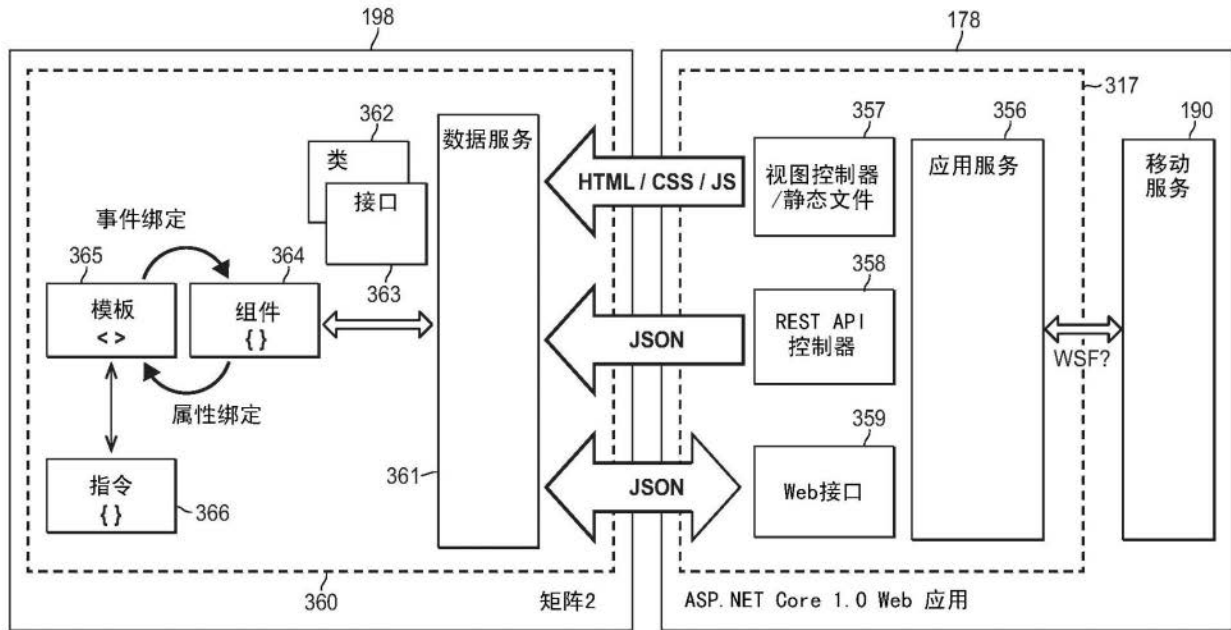 198
178
317
362
类
接口
363
数据服务
HTML / CSS / JS
357
视图控制器
/静态文件
356
应用服务
190
移动
服务
事件绑定
365
模板
< >
364
组件
{ }
属性绑定
JSON
358
REST API
控制器
WSF?
指令
{ }
366
361
JSON
359
Web接口
360
矩阵2
ASP.NET Core 1.0 Web 应用